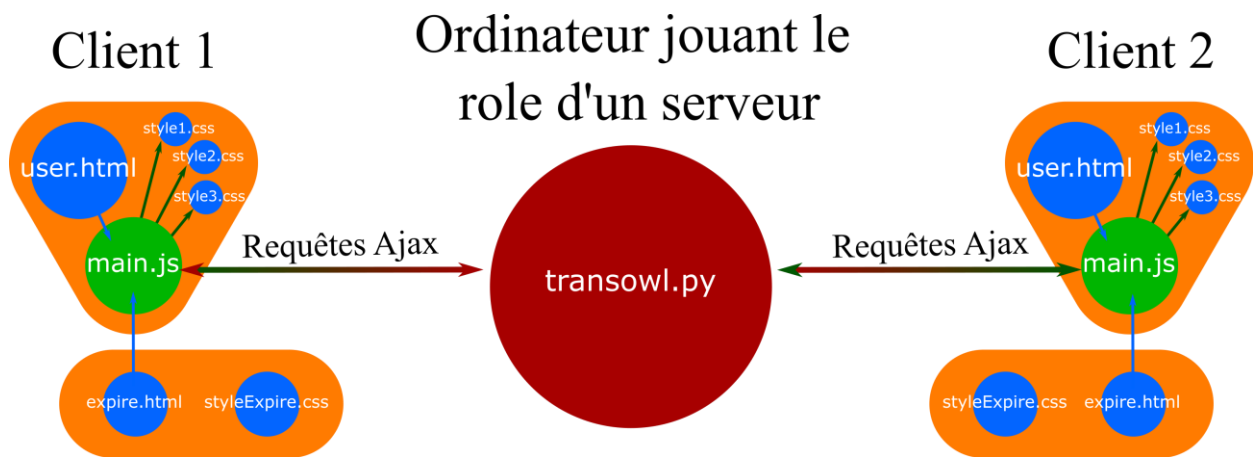 Client 1
Ordinateur jouant le
role d'un serveur
Client 2
style1.css
style2.css
style3.css
user.html
main.js
Requêtes Ajax
expire.html
styleExpire.css
transowl.py
Requêtes Ajax
style1.css
style2.css
style3.css
user.html
main.js
styleExpire.css
expire.html